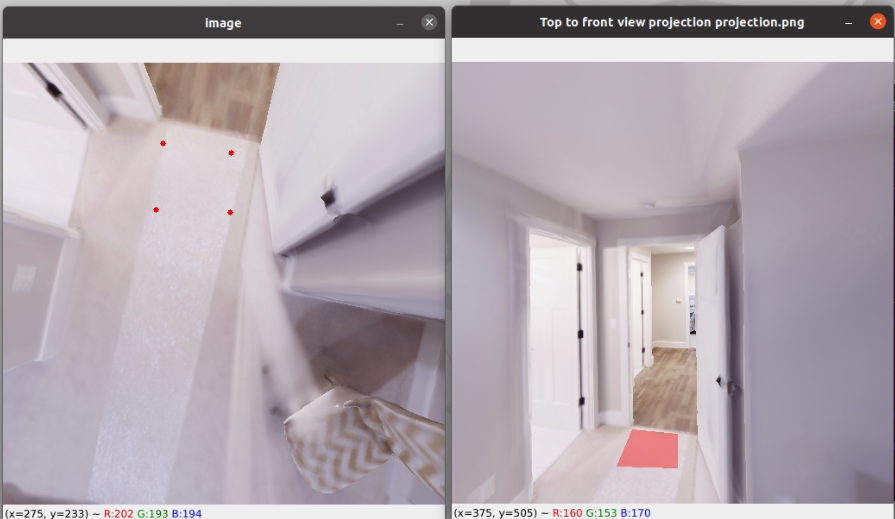 image
Top to front view projection projection.png
(x=275, y=233) ~ R:202 G:193 B:194
(x=375, y=505) ~ R:160 G:153 B:170